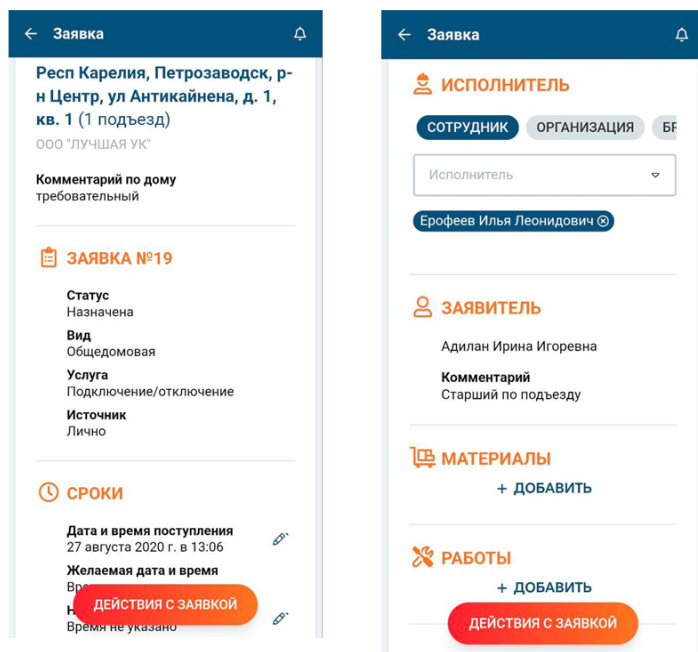 Заявка
Респ Карелия, Петрозаводск, р-
н Центр, ул Антикайнена, д. 1,
кв. 1 (1 подъезд)
ООО "ЛУЧШАЯ УК"
Комментарий по дому
требовательный
ЗАЯВКА №19
Статус
Назначена
Вид
Общедомовая
Услуга
Подключение/отключение
Источник
Лично
СРОКИ
Дата и время поступления
27 августа 2020 г. в 13:06
Желаемая дата и время
ДЕЙСТВИЯ С ЗАЯВКОЙ
Время не указано
Заявка
ИСПОЛНИТЕЛЬ
СОТРУДНИК ОРГАНИЗАЦИЯ БР
Исполнитель
Ерофеев Илья Леонидович
ЗАЯВИТЕЛЬ
Адилан Ирина Игоревна
Комментарий
Старший по подъезду
МАТЕРИАЛЫ
+ ДОБАВИТЬ
РАБОТЫ
+ ДОБАВИТЬ
ДЕЙСТВИЯ С ЗАЯВКОЙ